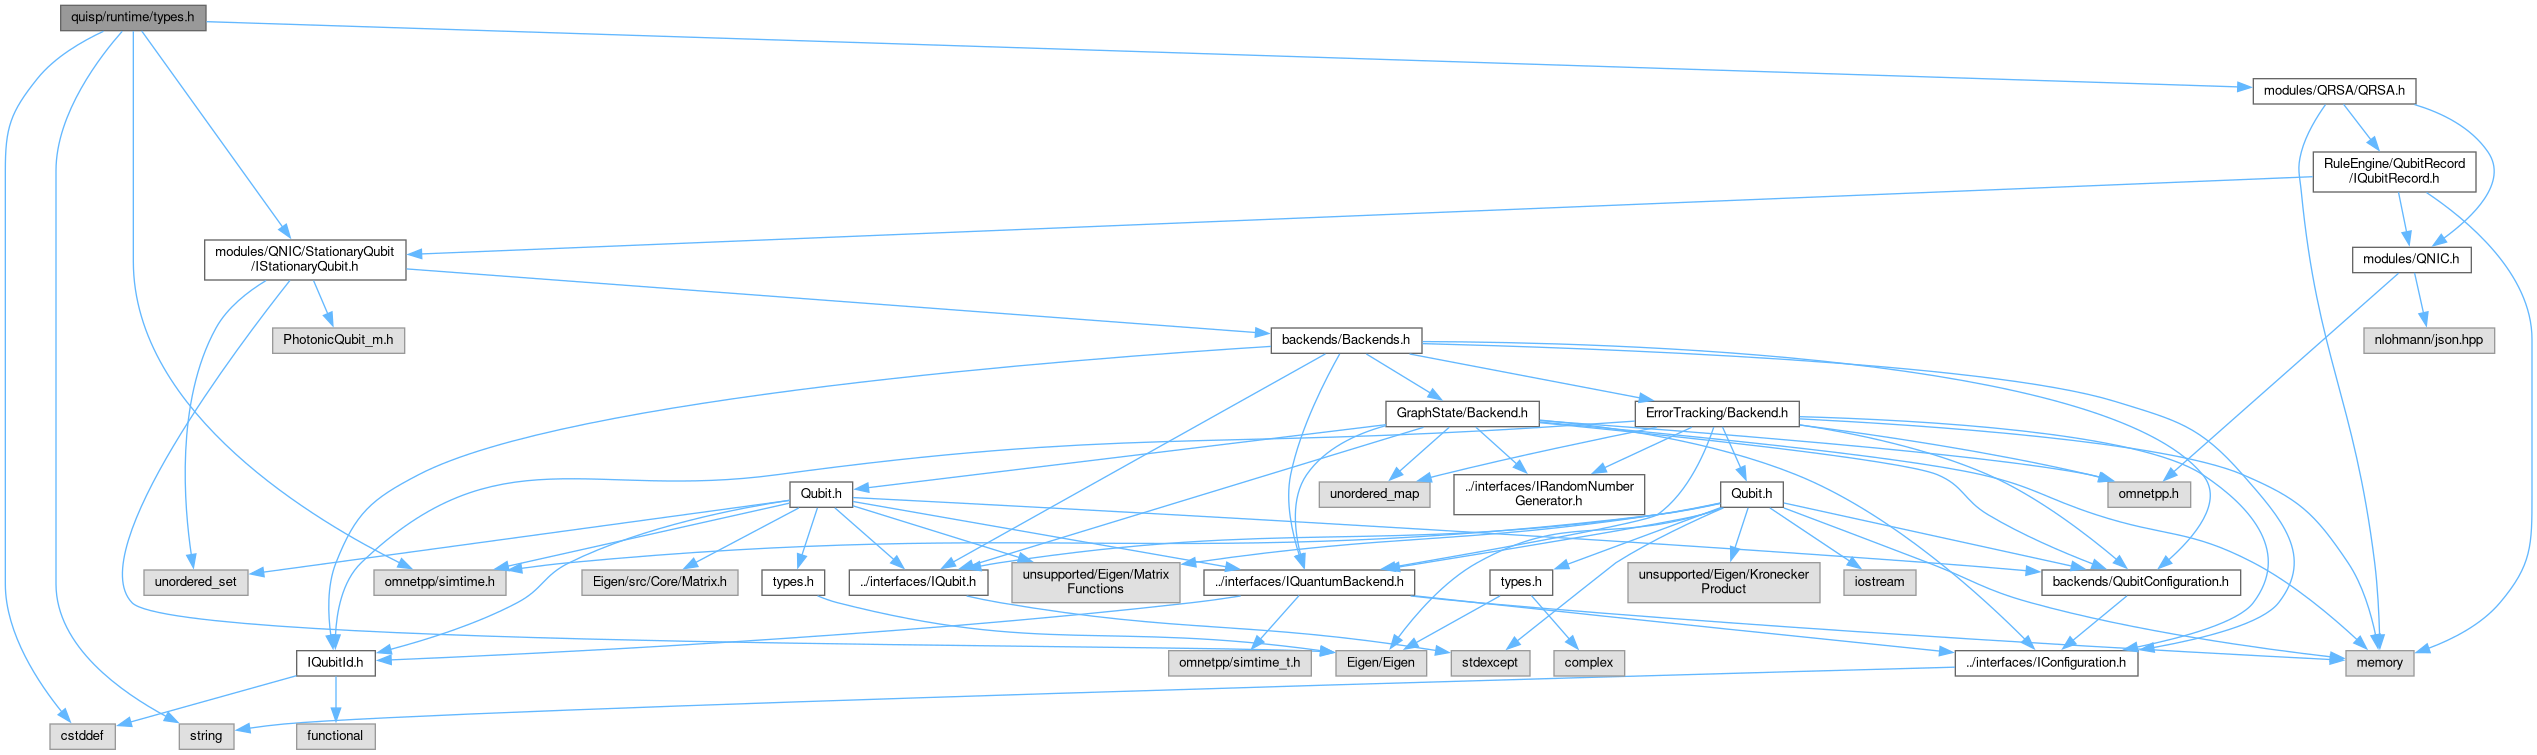 quisp/runtime/types.h
modules/QRSA/QRSA.h
RuleEngine/QubitRecord
/IQubitRecord.h
modules/QNIC/StationaryQubit
/IStationaryQubit.h
modules/QNIC.h
PhotonicQubit_m.h
backends/Backends.h
nlohmann/json.hpp
GraphState/Backend.h
ErrorTracking/Backend.h
Qubit.h
unordered_map
../interfaces/IRandomNumber
Generator.h
Qubit.h
omnetpp.h
unordered_set
omnetpp/simtime.h
Eigen/src/Core/Matrix.h
types.h
../interfaces/IQubit.h
unsupported/Eigen/Matrix
Functions
../interfaces/IQuantumBackend.h
types.h
unsupported/Eigen/Kronecker
Product
iostream
backends/QubitConfiguration.h
IQubitId.h
omnetpp/simtime_t.h
Eigen/Eigen
stdexcept
complex
../interfaces/IConfiguration.h
memory
cstddef
string
functional